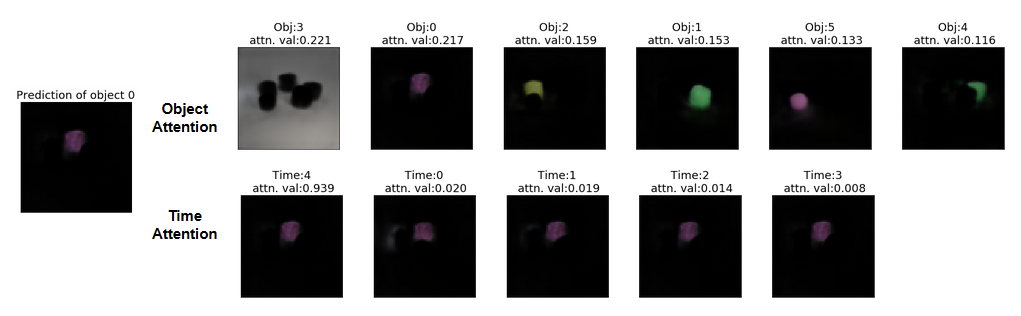 Obj:3
attn. val:0.221
Obj:0
attn. val:0.217
Obj:2
attn. val:0.159
Obj:1
attn. val:0.153
Obj:5
attn. val:0.133
Obj:4
attn. val:0.116
Prediction of object 0
Object
Attention
Time:4
attn. val:0.939
Time:0
attn. val:0.020
Time:1
attn. val:0.019
Time:2
attn. val:0.014
Time:3
attn. val:0.008
Time
Attention